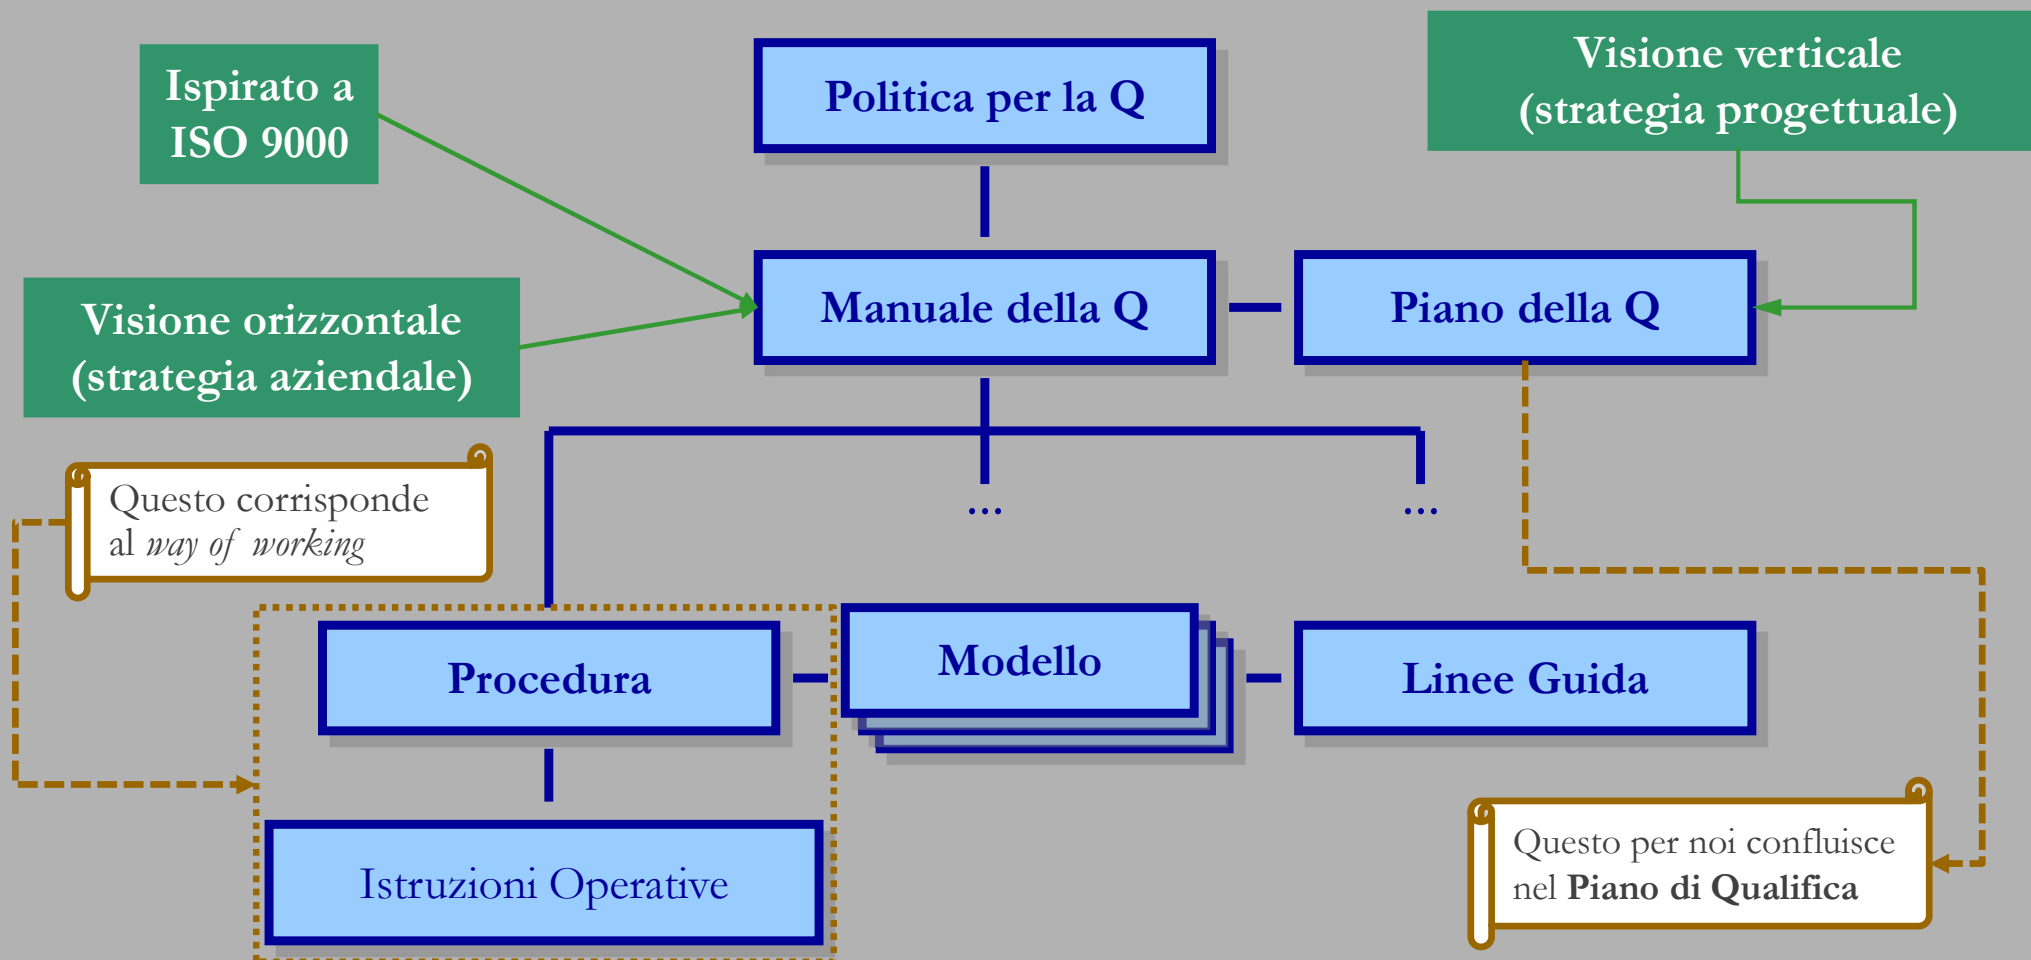 Ispirato a
ISO 9000
Politica per la Q
Visione verticale
(strategia progettuale)
Visione orizzontale
(strategia aziendale)
Manuale della Q
Piano della Q
Questo corrisponde
al way of working
...
...
Procedura
Modello
Linee Guida
Istruzioni Operative
Questo per noi confluisce
nel Piano di Qualifica